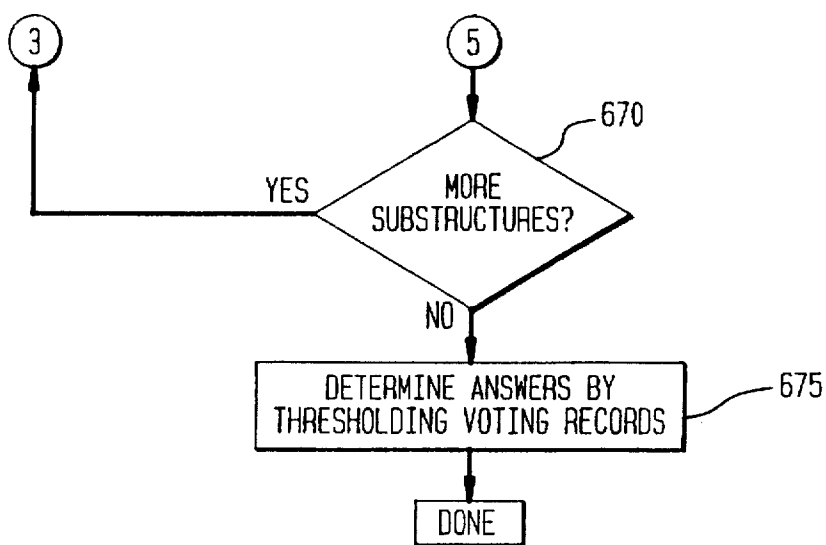 3
5
670
YES
MORE
SUBSTRUCTURES?
NO
DETERMINE ANSWERS BY
THRESHOLDING VOTING RECORDS
675
DONE